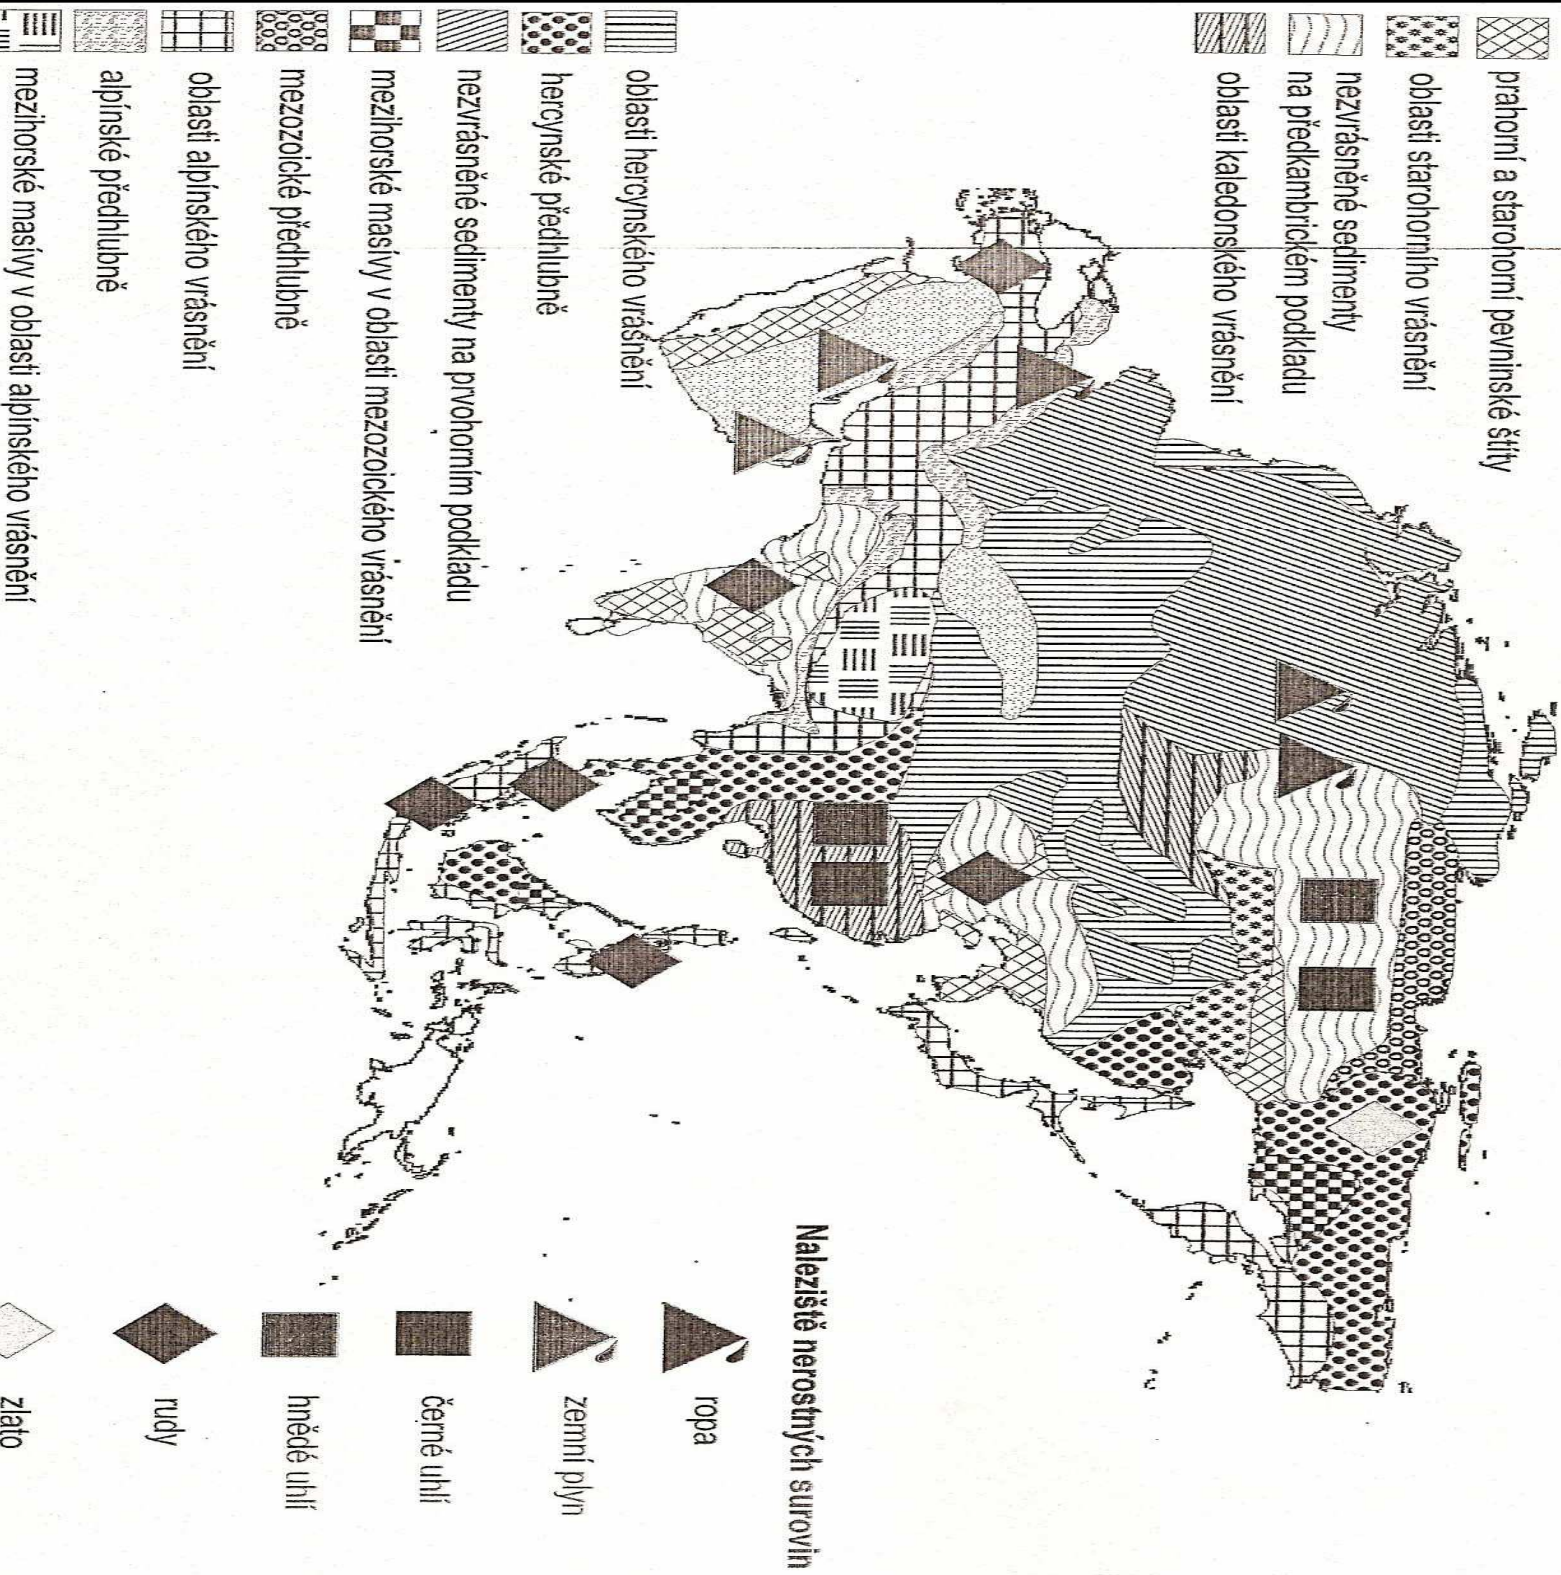 prahorní a starohorní pevninské štíty
oblasti starohorního vrásnění
nezvrásněné sedimenty
na předkambrickém podkladu
oblasti kaledonského vrásnění
oblasti hercynského vrásnění
hercynské předhlubně
nezvrásněné sedimenty na prvohorním podkladu
mezihorské masívy v oblasti mezozoického vrásnění
mezozoické předhlubně
oblasti alpínského vrásnění
alpínské předhlubně
mezihorské masívy v oblasti alpínského vrásnění
Naleziště nerostných surovin
ropa
zemní plyn
černé uhlí
hnědé uhlí
rudy
zlato